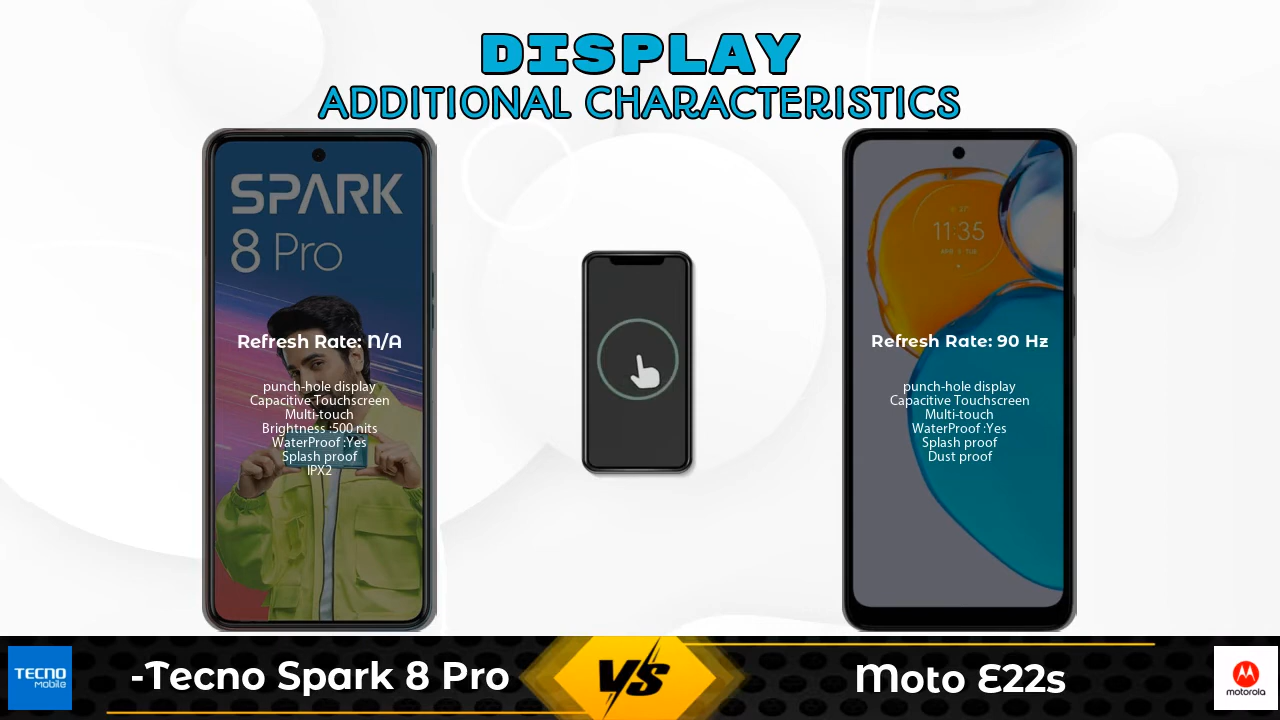 DISPLAY
ADDITIONAL CHARACTERISTICS
SPARK
8 Pro
Refresh Rate: N/A
punch-hole display
Capacitive Touchscreen
Multi-touch
Brightness :500 nits
WaterProof :Yes
Splash proof
IPX2
11:35
Refresh Rate: 90 Hz
punch-hole display
Capacitive Touchscreen
Multi-touch
WaterProof :Yes
Splash proof
Dust proof
TECNO
mobile
-Tecno Spark 8 Pro
VS
Moto E22s
motorola